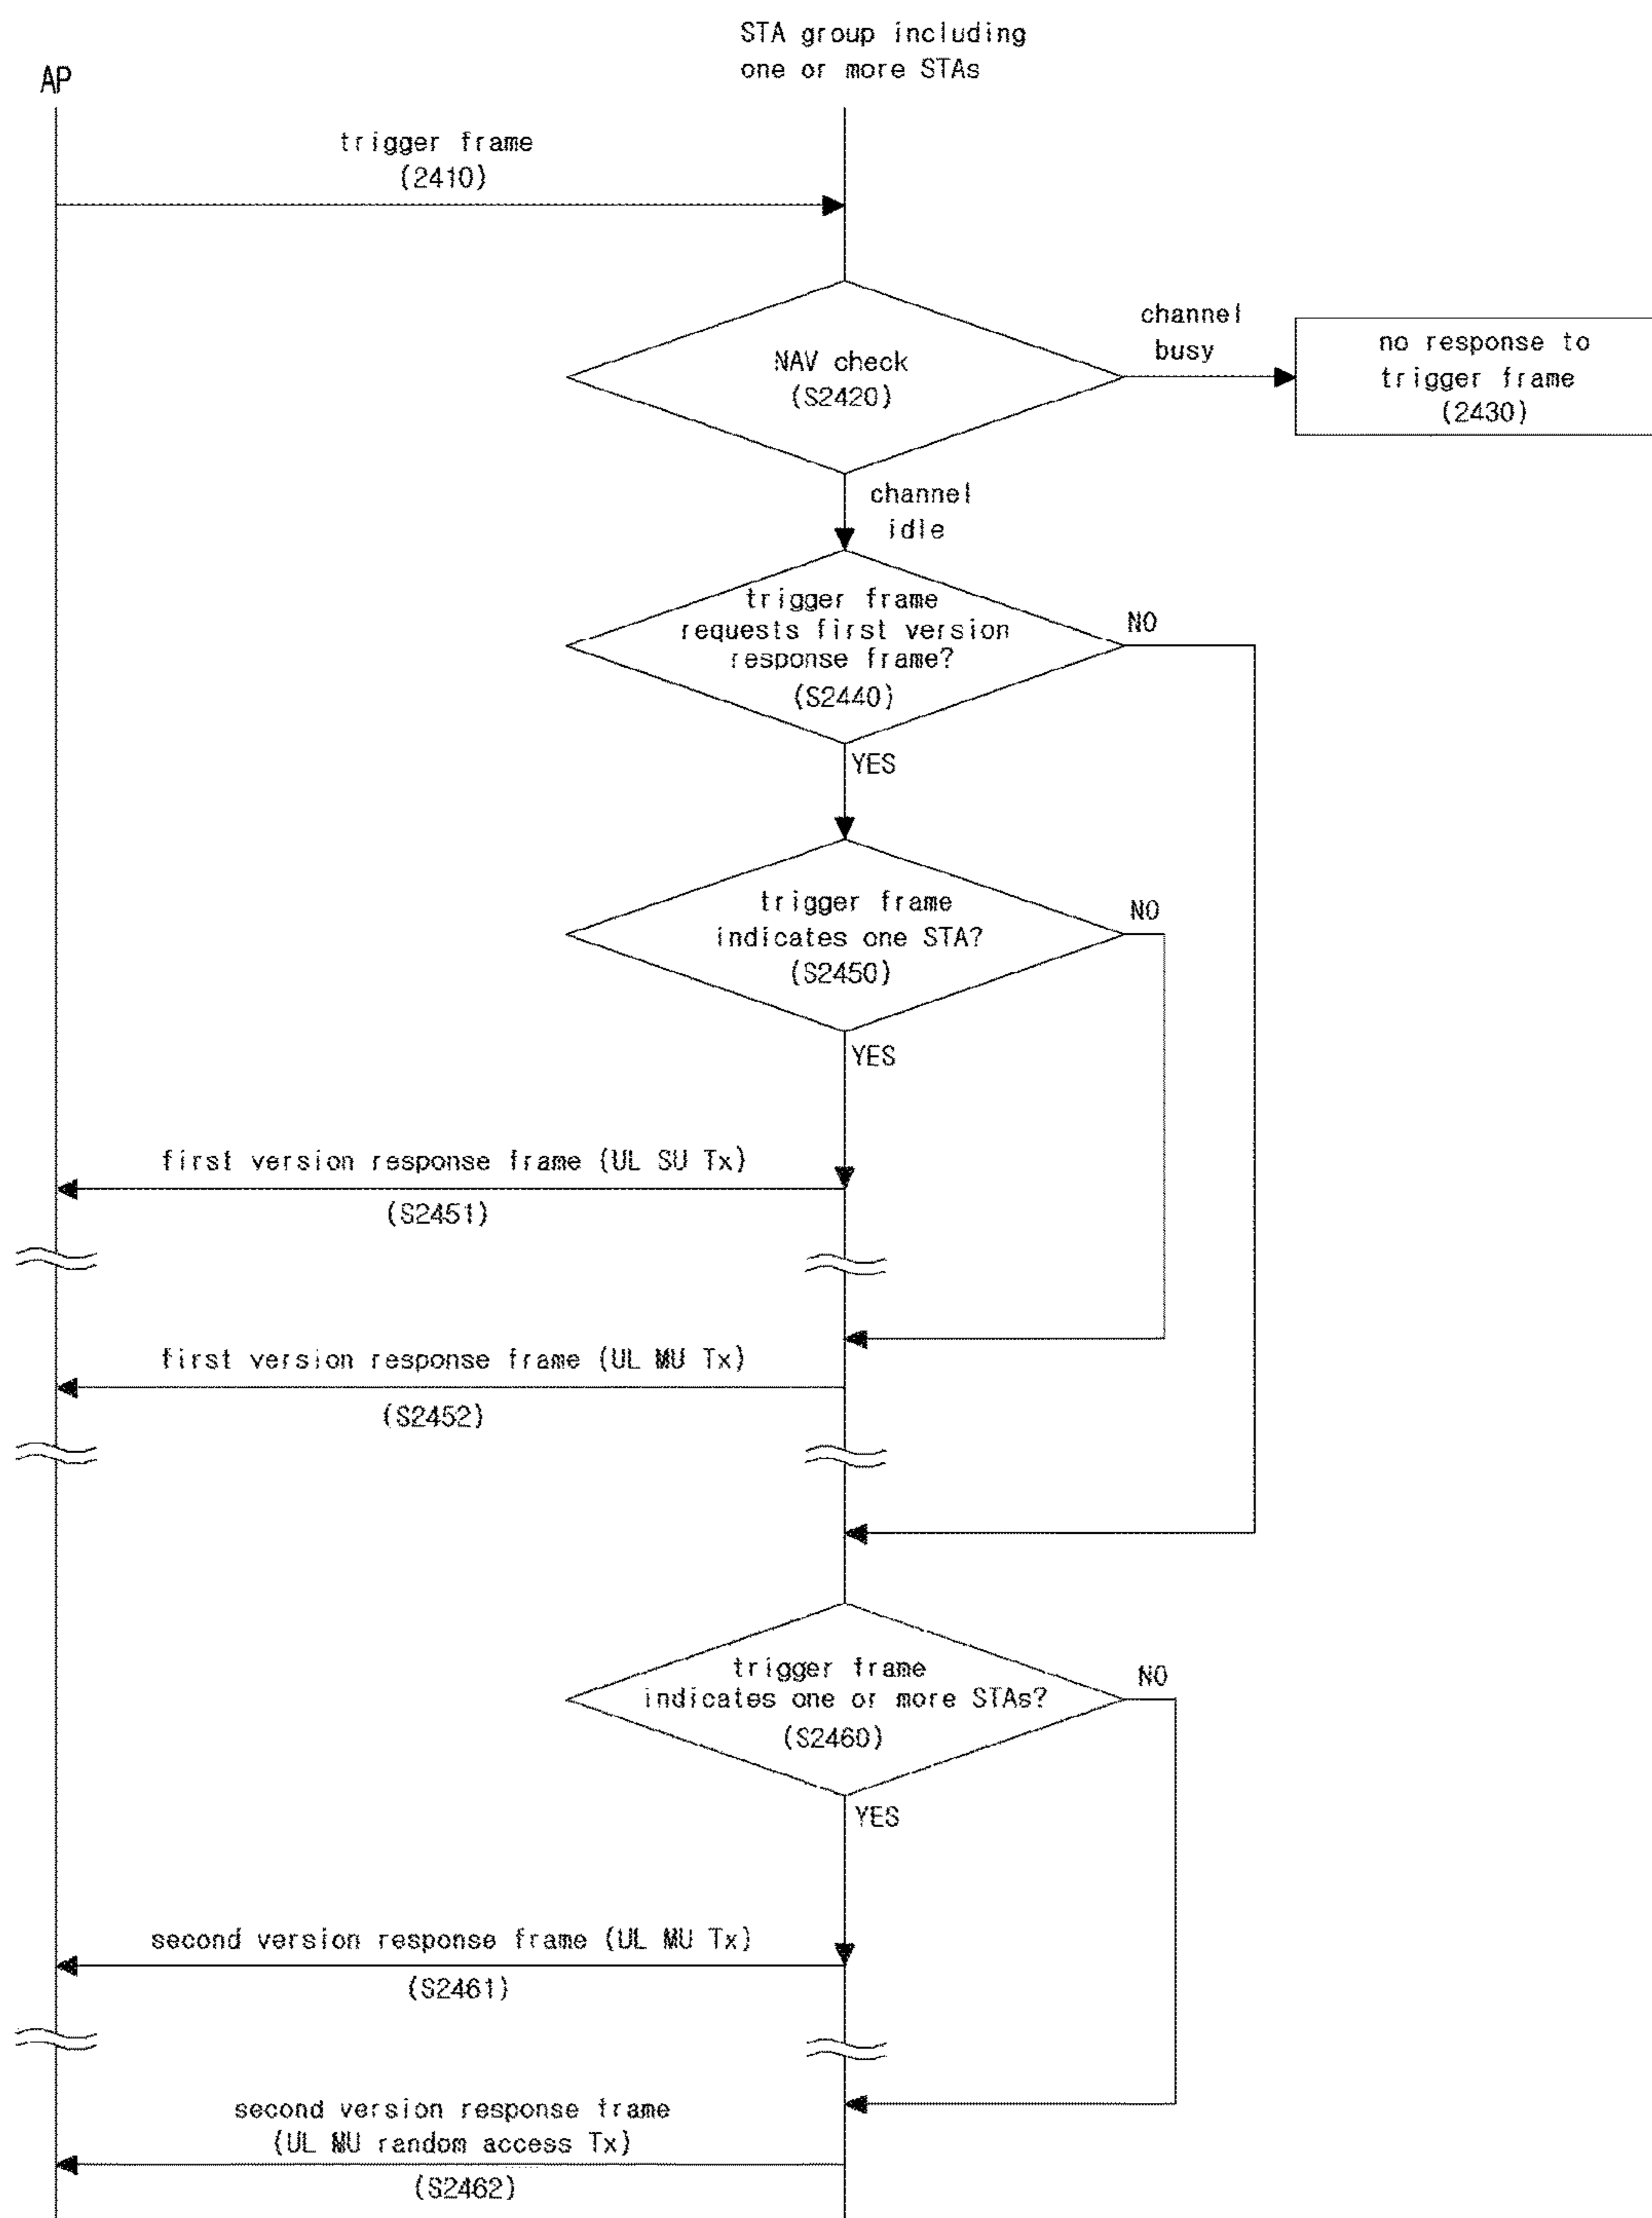 STA group including
one or more STAs
AP
trigger frame
(2410)
NAV check
(S2420)
channel
busy
no response to
trigger frame
(2430)
channel
idle
trigger frame
requests first version
response frame?
(S2440)
NO
YES
trigger frame
indicates one STA?
(S2450)
NO
YES
first version response frame (UL SU Tx)
(S2451)
first version response frame (UL MU Tx)
(S2452)
trigger frame
indicates one or more STAs?
(S2460)
NO
YES
second version response frame (UL MU Tx)
(S2461)
second version response frame
(UL MU random access Tx)
(S2462)